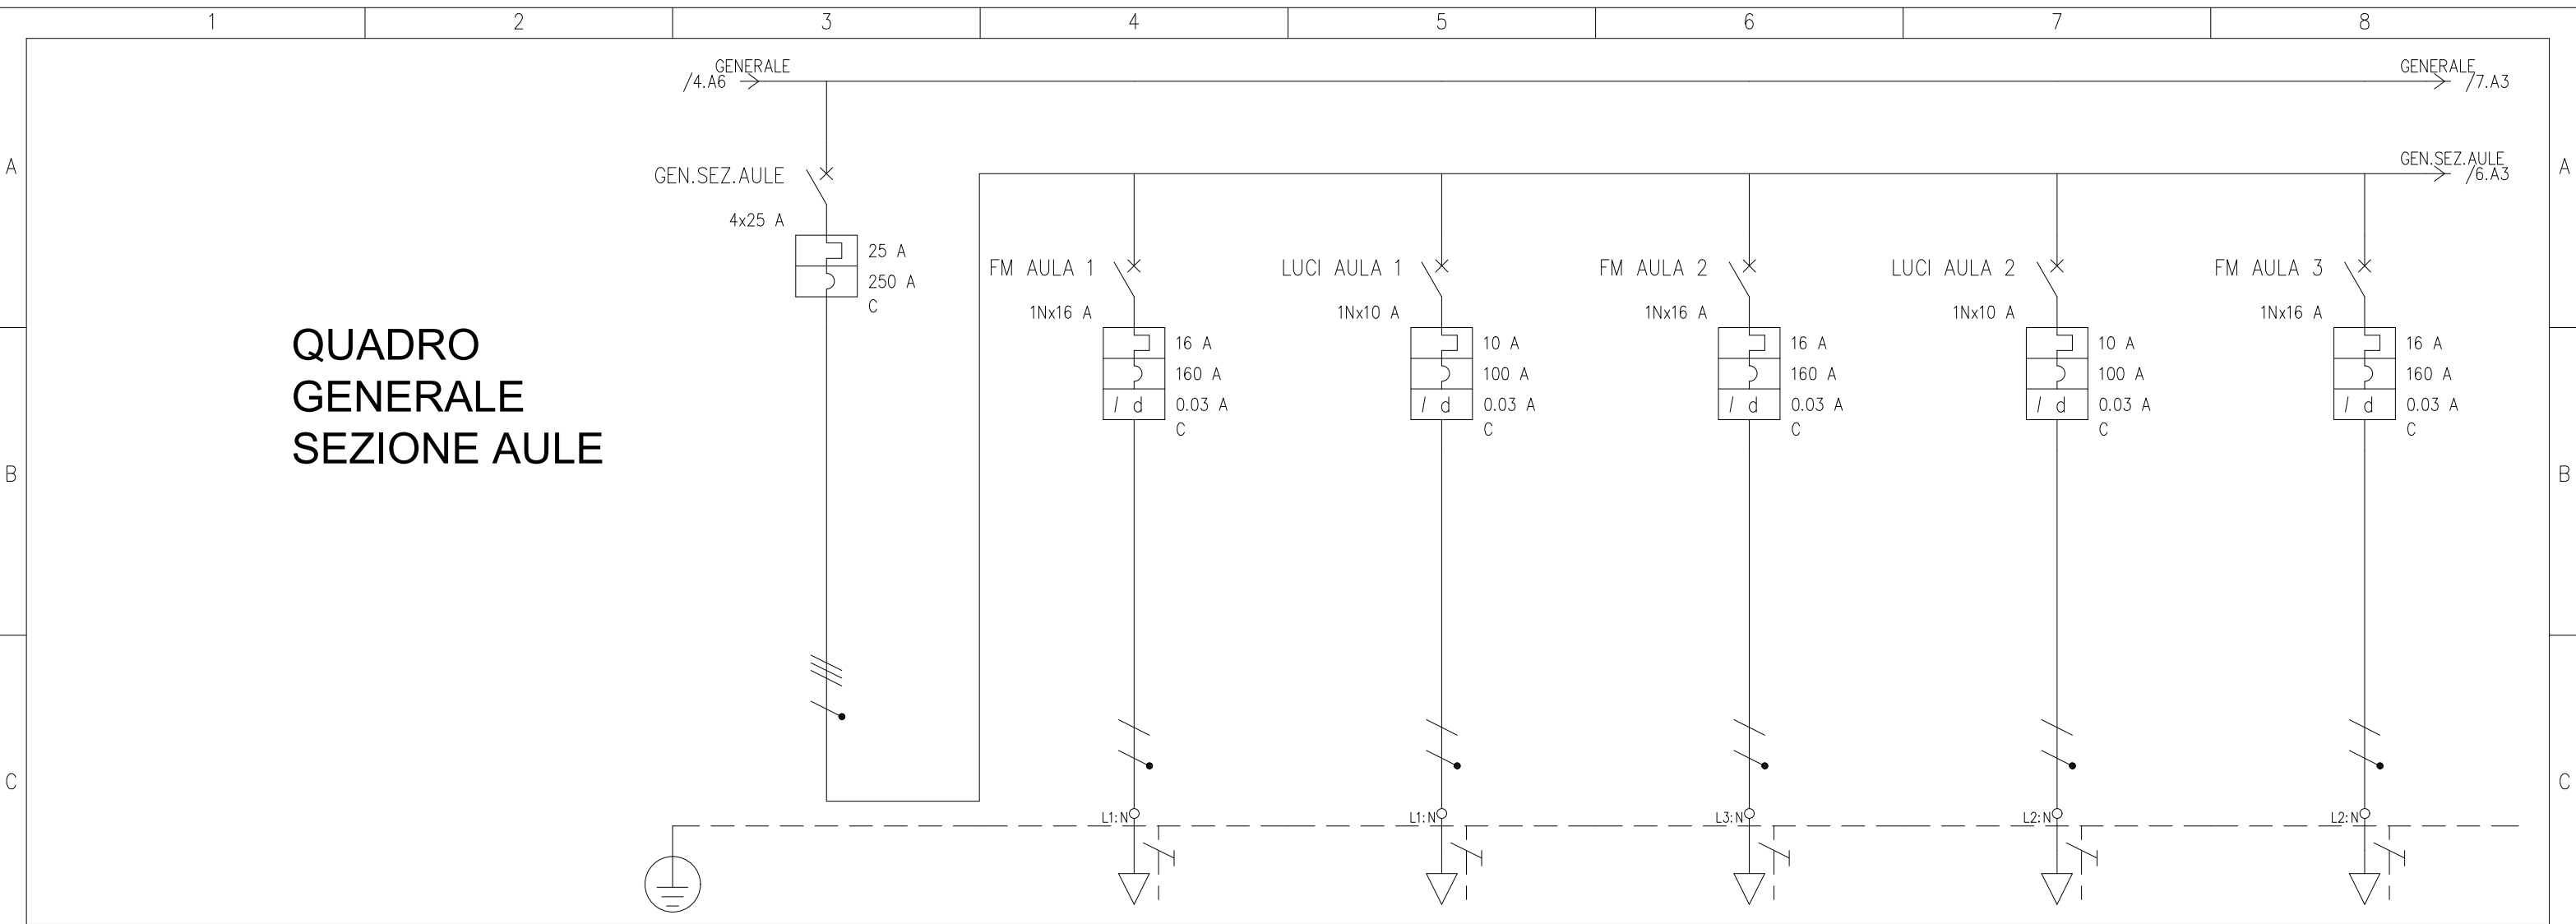 1 2 3 4 5 6 7 8
GENERALE
/4.A6
GENERALE
/7.A3
A
A
GEN.SEZ.AULE
4x25 A
25 A
250 A
C
GEN.SEZ.AULE
/6.A3
FM AULA 1
1Nx16 A
16 A
160 A
I d 0.03 A
C
LUCI AULA 1
1Nx10 A
10 A
100 A
I d 0.03 A
C
FM AULA 2
1Nx16 A
16 A
160 A
I d 0.03 A
C
LUCI AULA 2
1Nx10 A
10 A
100 A
I d 0.03 A
C
FM AULA 3
1Nx16 A
16 A
160 A
I d 0.03 A
C
QUADRO
GENERALE
SEZIONE AULE
B
B
C
C
L1:N
L1:N
L3:N
L2:N
L2:N